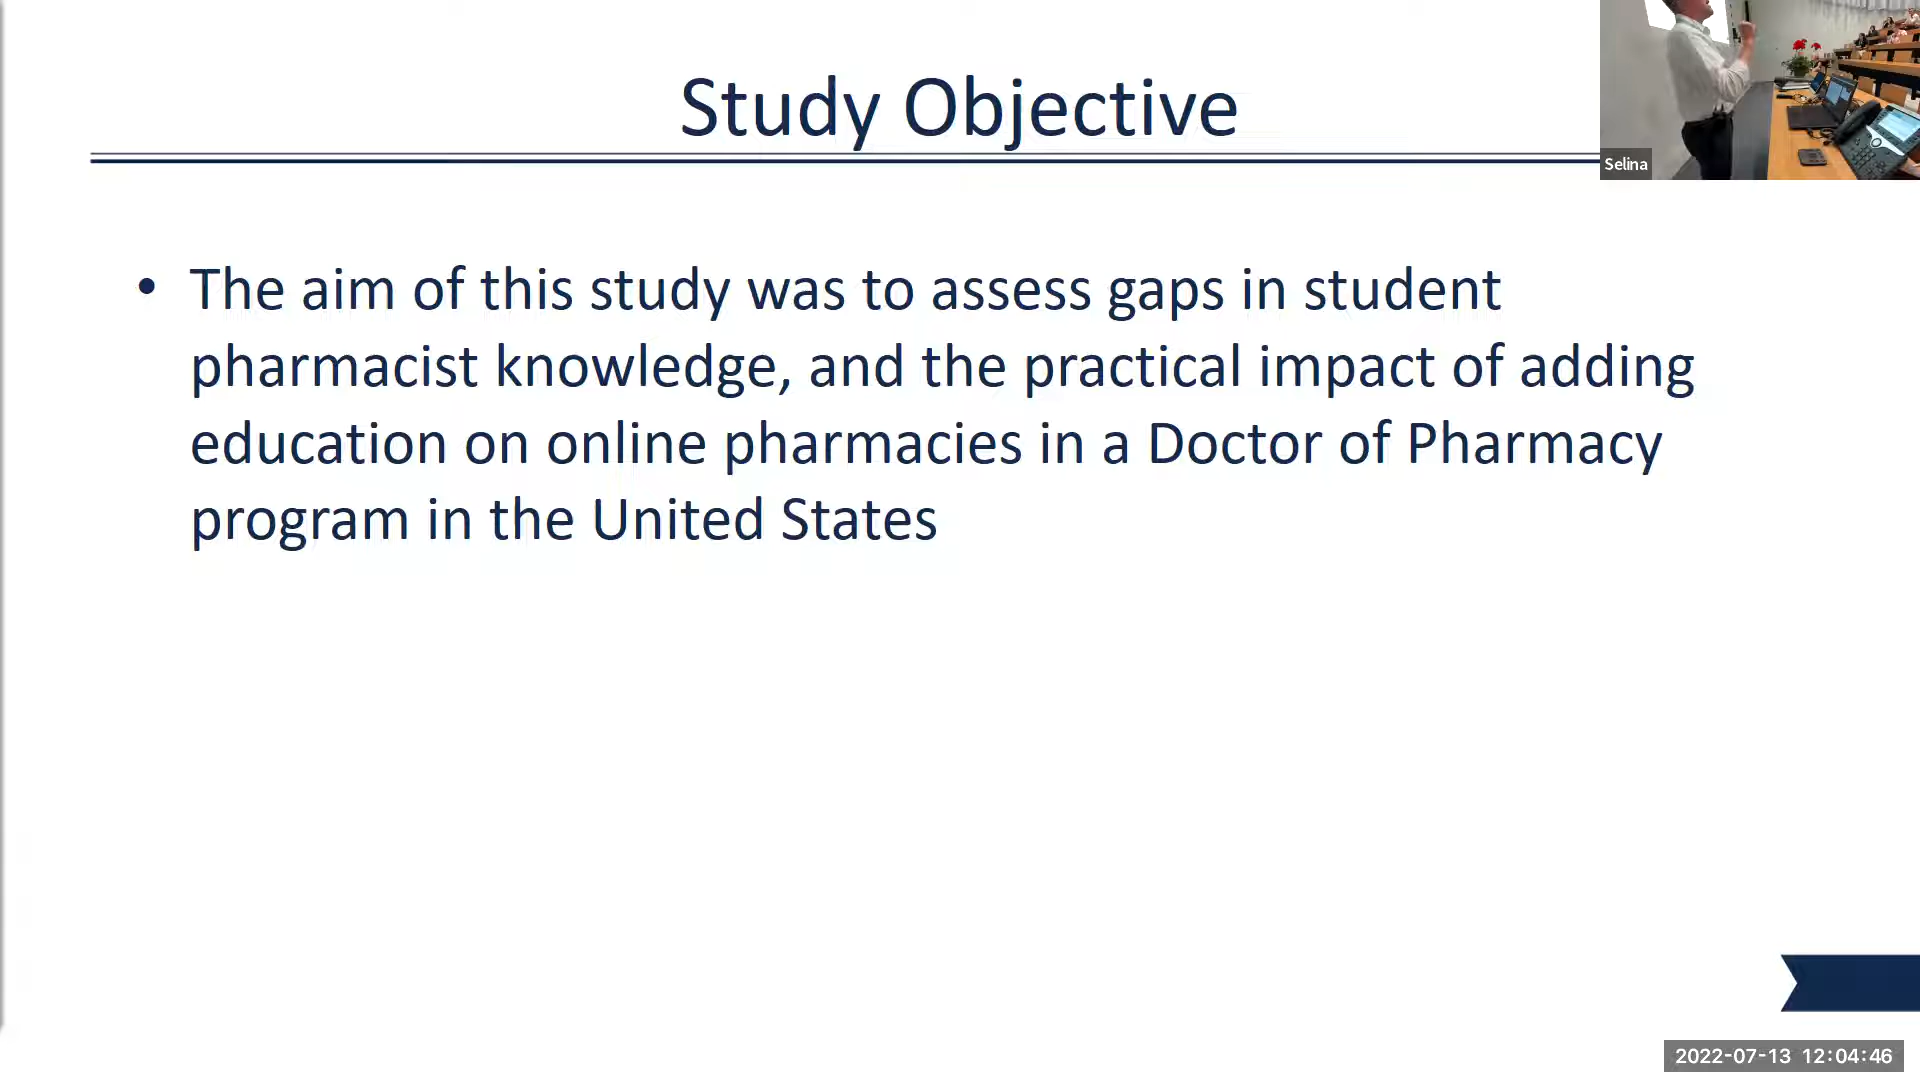 Study Objective
Selina
• The aim of this study was to assess gaps in student
pharmacist knowledge, and the practical impact of adding
education on online pharmacies in a Doctor of Pharmacy
program in the United States
2022-07-13 12:04:46